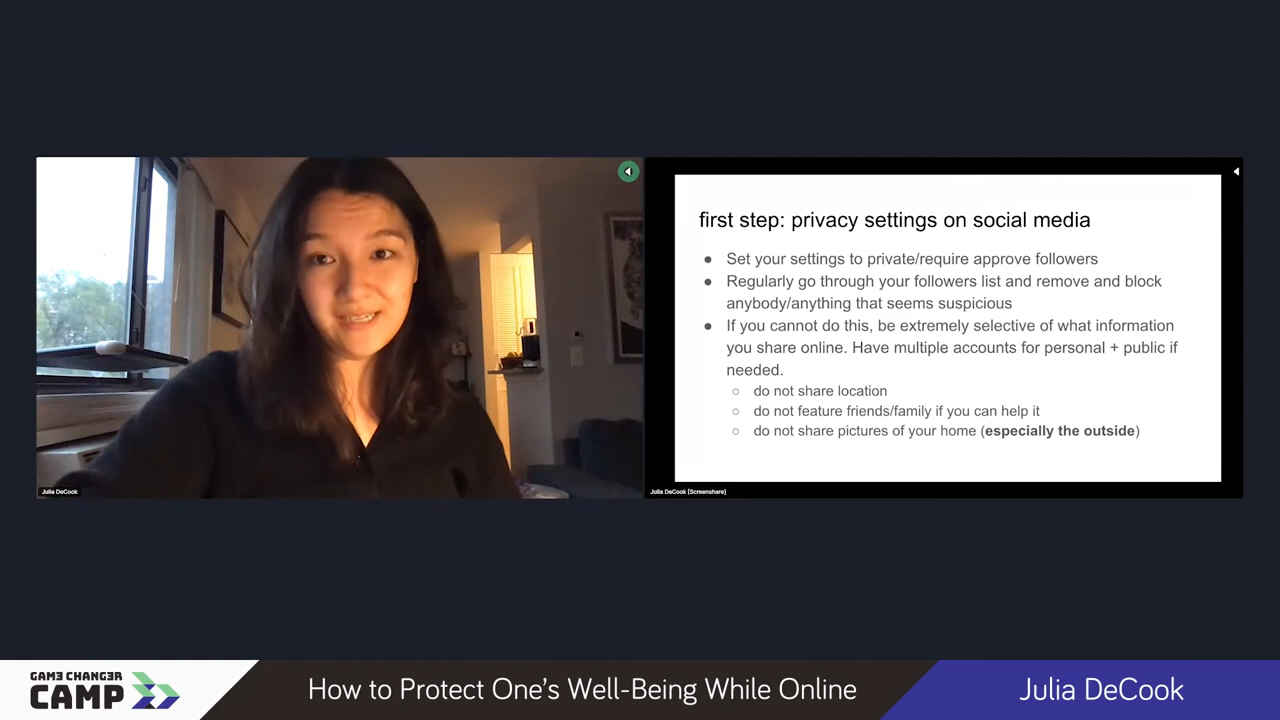 first step: privacy settings on social media
● Set your settings to private/require approve followers
● Regularly go through your followers list and remove and block
anybody/anything that seems suspicious
● If you cannot do this, be extremely selective of what information
you share online. Have multiple accounts for personal + public if
needed.
○ do not share location
○ do not feature friends/family if you can help it
○ do not share pictures of your home (especially the outside)
Julia DeCook
Julia DeCook [Screenshare]
GAME CHANGER
CAMP
How to Protect One's Well-Being While Online
Julia DeCook